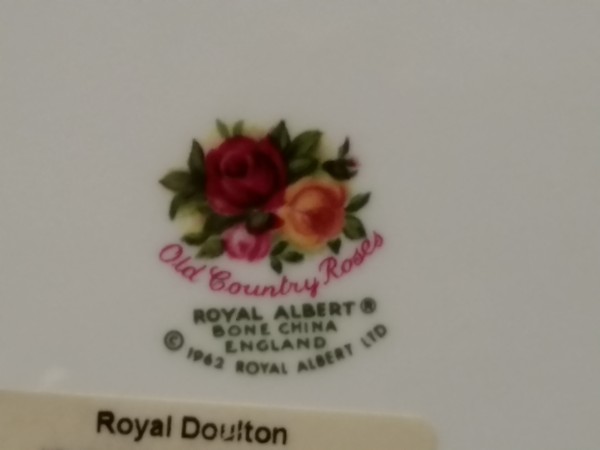 Old Country Roses
ROYAL ALBERT ®
BONE CHINA
ENGLAND
© 1962 ROYAL ALBERT LTD
Royal Doulton